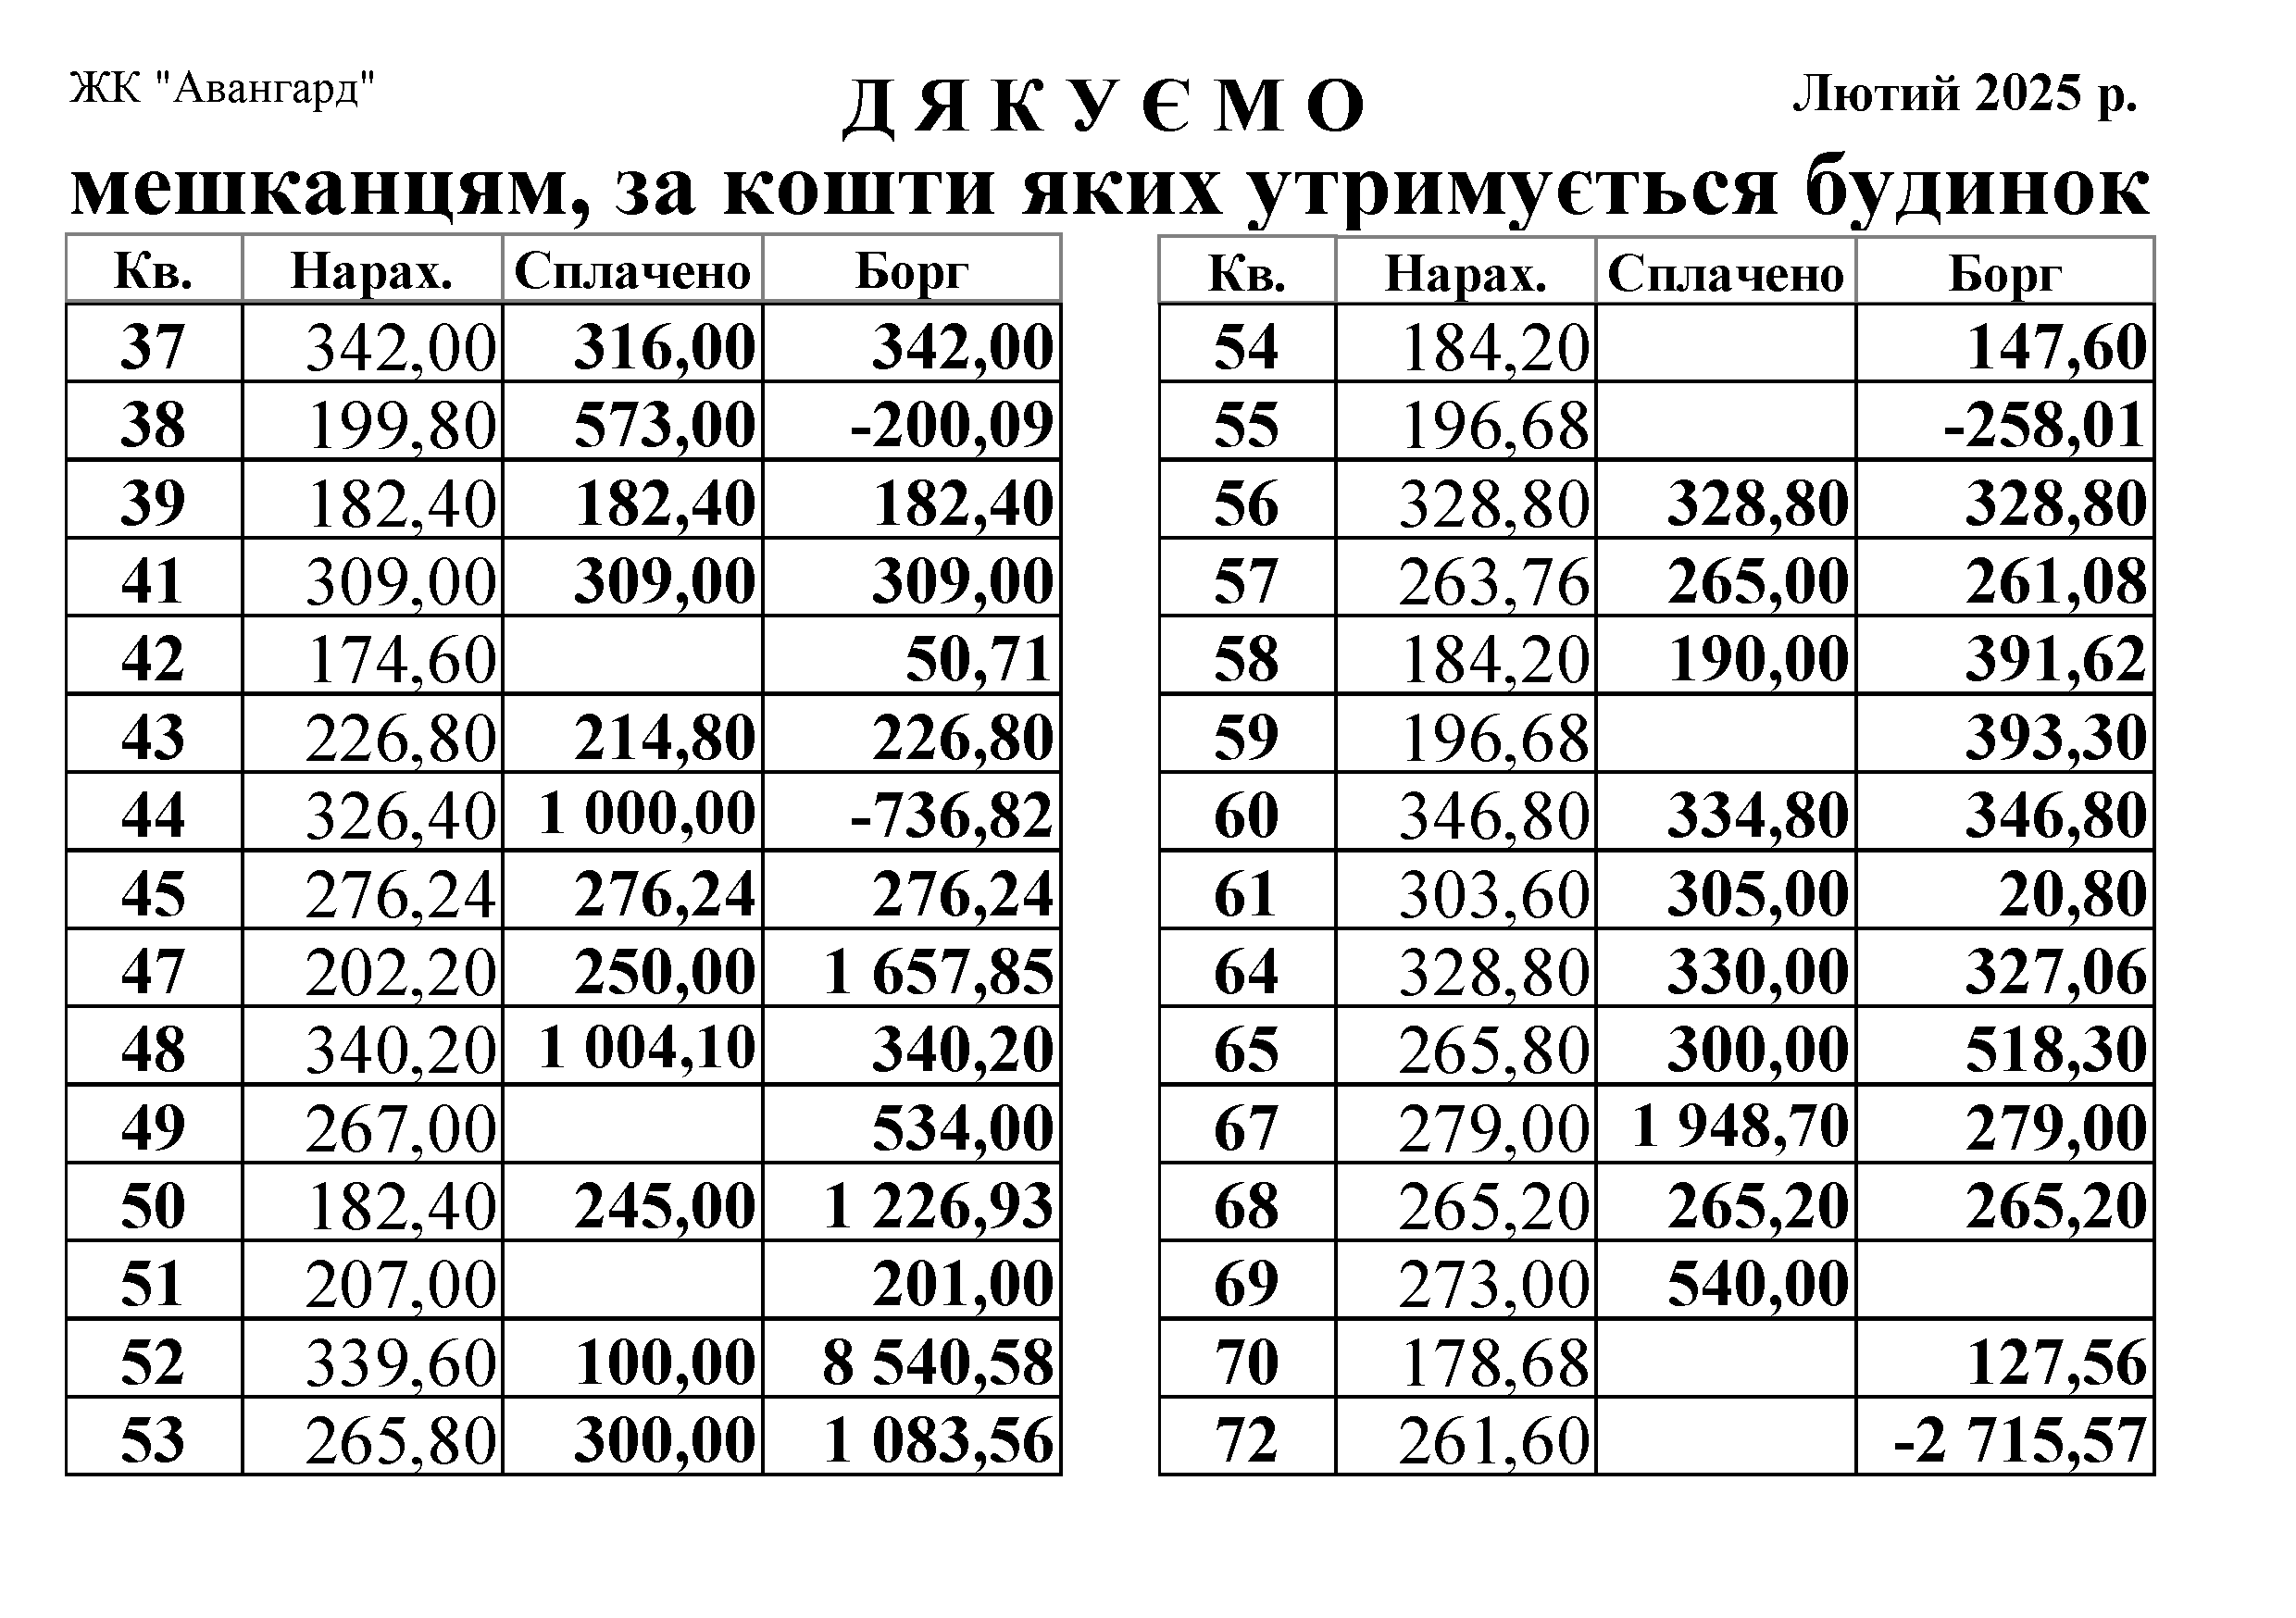 ЖК "Авангард"
Д Я К У Є М О
Лютий 2025 р.
мешканцям, за кошти яких утримується будинок
Кв. Нарах. Сплачено Борг
37 342,00 316,00 342,00
38 199,80 573,00 -200,09
39 182,40 182,40 182,40
41 309,00 309,00 309,00
42 174,60 50,71
43 226,80 214,80 226,80
44 326,40 1 000,00 -736,82
45 276,24 276,24 276,24
47 202,20 250,00 1 657,85
48 340,20 1 004,10 340,20
49 267,00 534,00
50 182,40 245,00 1 226,93
51 207,00 201,00
52 339,60 100,00 8 540,58
53 265,80 300,00 1 083,56
Кв. Нарах. Сплачено Борг
54 184,20 147,60
55 196,68 -258,01
56 328,80 328,80 328,80
57 263,76 265,00 261,08
58 184,20 190,00 391,62
59 196,68 393,30
60 346,80 334,80 346,80
61 303,60 305,00 20,80
64 328,80 330,00 327,06
65 265,80 300,00 518,30
67 279,00 1 948,70 279,00
68 265,20 265,20 265,20
69 273,00 540,00
70 178,68 127,56
72 261,60 -2 715,57